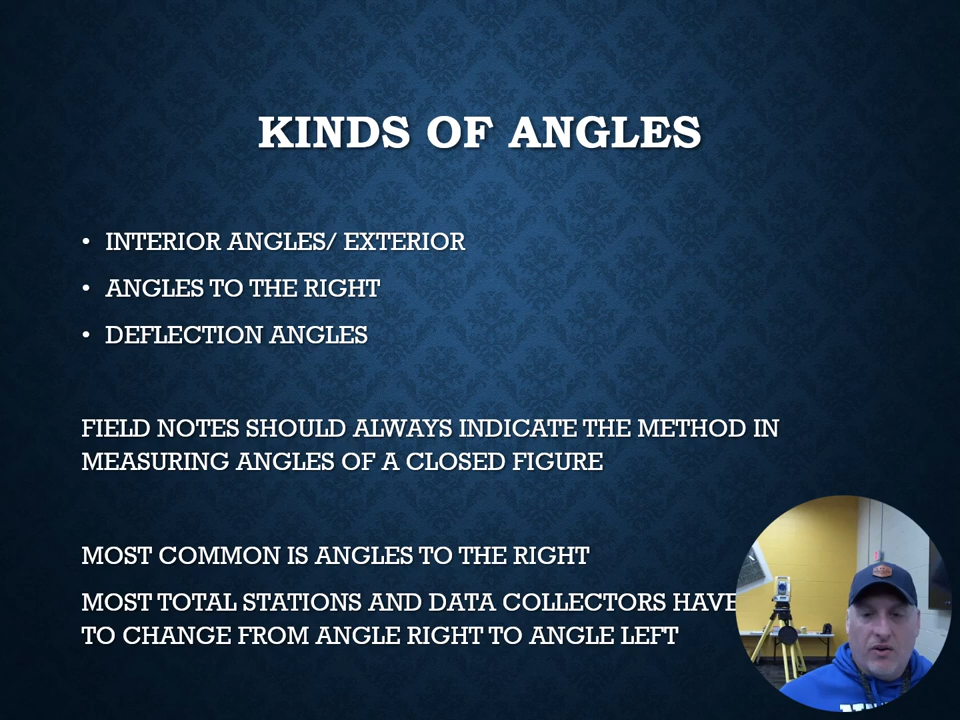 KINDS OF ANGLES
• INTERIOR ANGLES/ EXTERIOR
• ANGLES TO THE RIGHT
• DEFLECTION ANGLES
FIELD NOTES SHOULD ALWAYS INDICATE THE METHOD IN
MEASURING ANGLES OF A CLOSED FIGURE
MOST COMMON IS ANGLES TO THE RIGHT
MOST TOTAL STATIONS AND DATA COLLECTORS HAVE
TO CHANGE FROM ANGLE RIGHT TO ANGLE LEFT